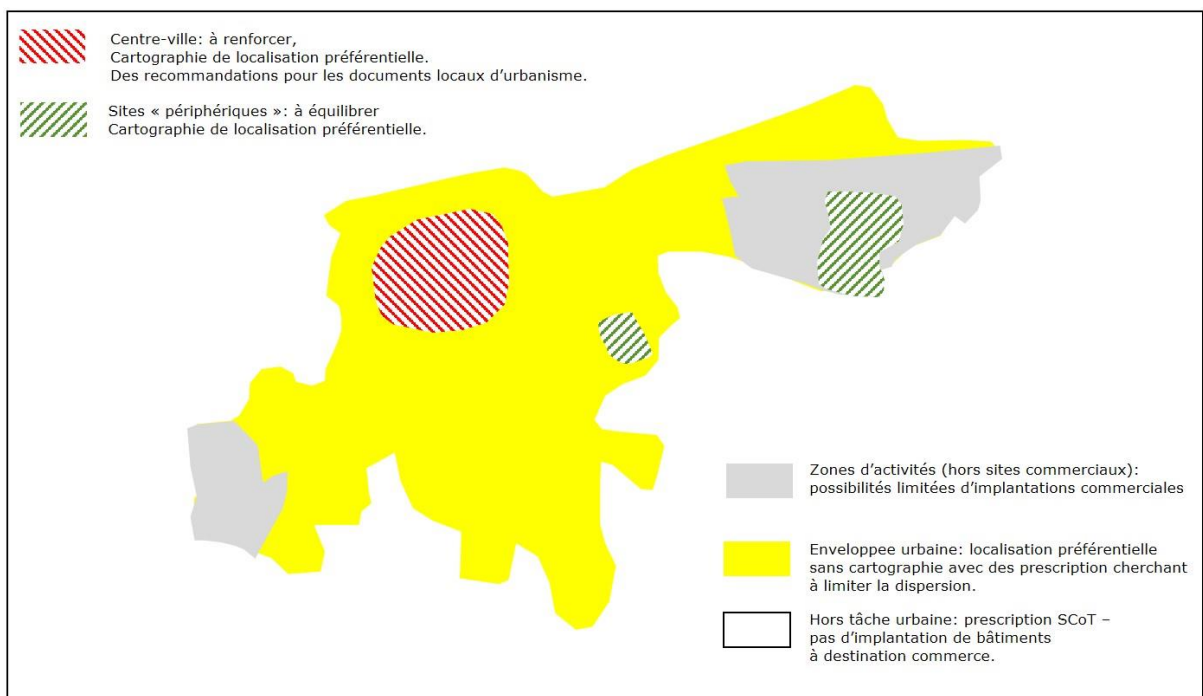 Centre-ville: à renforcer,
Cartographie de localisation préférentielle.
Des recommandations pour les documents locaux d’urbanisme.
Sites « périphériques »: à équilibrer
Cartographie de localisation préférentielle.
Zones d’activités (hors sites commerciaux):
possibilités limitées d’implantations commerciales
Enveloppee urbaine: localisation préférentielle
sans cartographie avec des prescription cherchant
à limiter la dispersion.
Hors tâche urbaine: prescription SCoT –
pas d’implantation de bâtiments
à destination commerce.